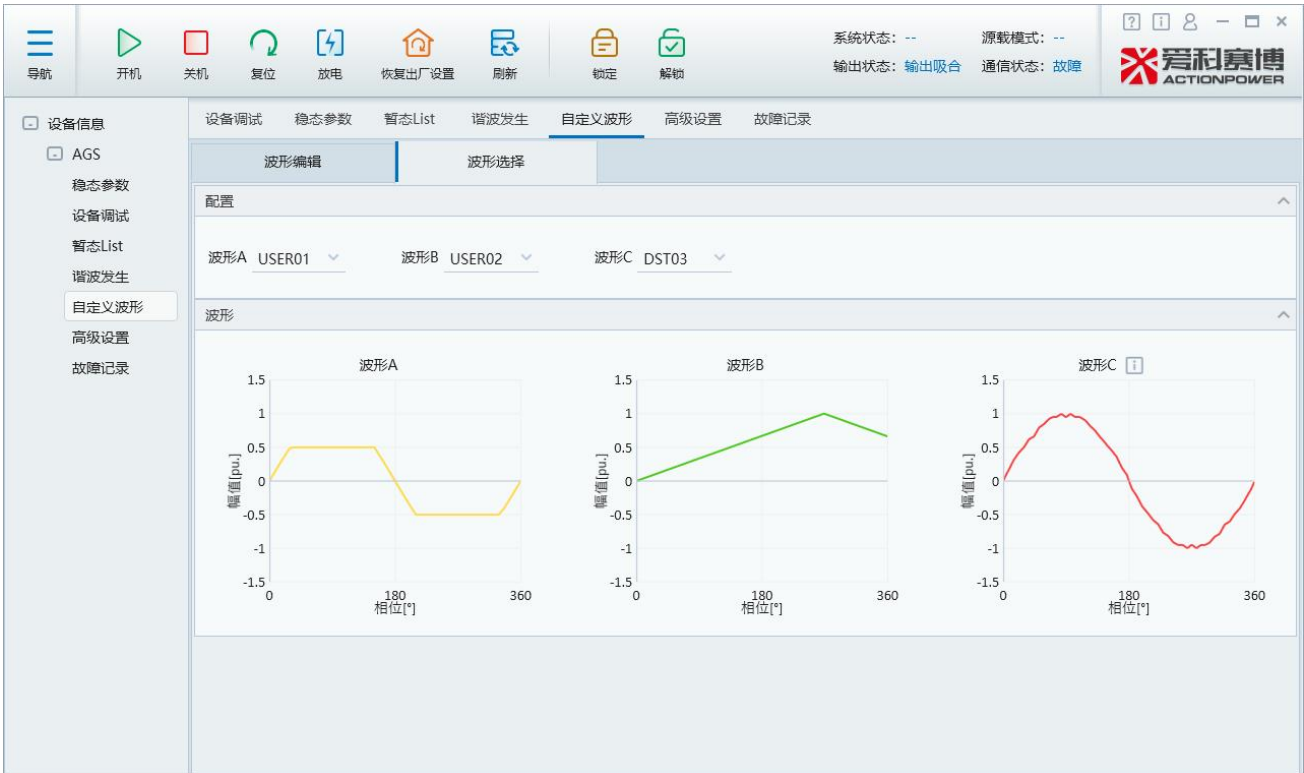 导航 开机 关机 复位 放电 恢复出厂设置 刷新 锁定 解锁
系统状态： -- 源载模式： --
输出状态： 输出吸合 通信状态： 故障
爱科赛博
ACTIONPOWER
设备信息
AGS
稳态参数
设备调试
暂态List
谐波发生
自定义波形
高级设置
故障记录
设备调试 稳态参数 暂态List 谐波发生 自定义波形 高级设置 故障记录
波形编辑 波形选择
配置
波形A USER01 波形B USER02 波形C DST03
波形
波形A
1.5
1
0.5
0
-0.5
-1
-1.5
幅值[pu.]
0 180 360
相位[°]
波形B
1.5
1
0.5
0
-0.5
-1
-1.5
幅值[pu.]
0 180 360
相位[°]
波形C
1.5
1
0.5
0
-0.5
-1
-1.5
幅值[pu.]
0 180 360
相位[°]